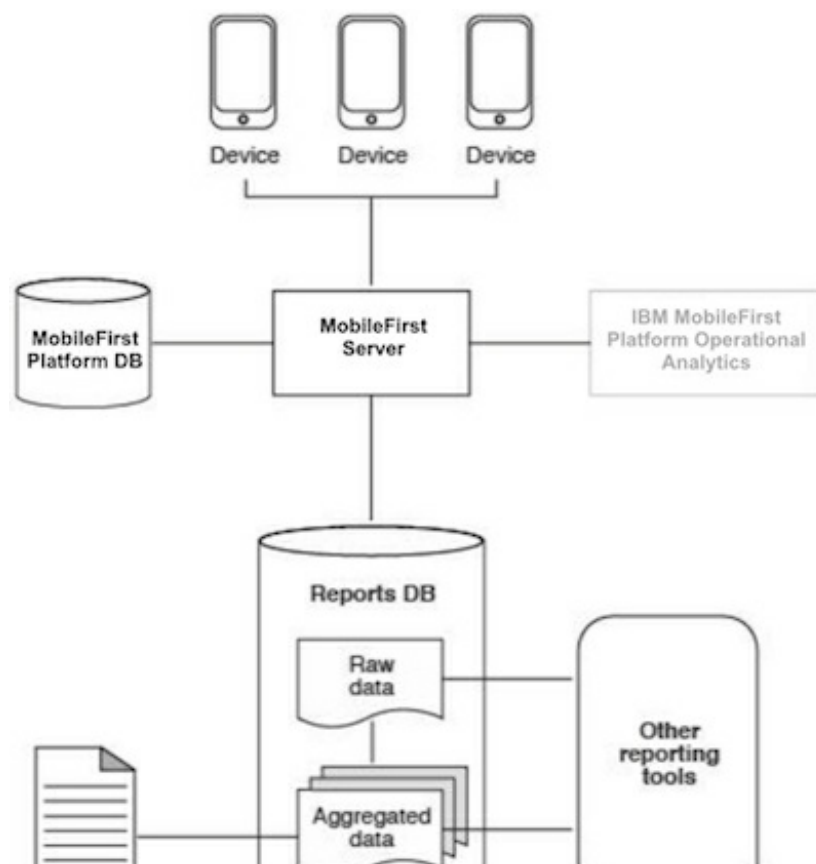 Device
Device
Device
MobileFirst
Platform DB
MobileFirst
Server
IBM MobileFirst
Platform Operational
Analytics
Reports DB
Raw
data
Other
reporting
tools
Aggregated
data